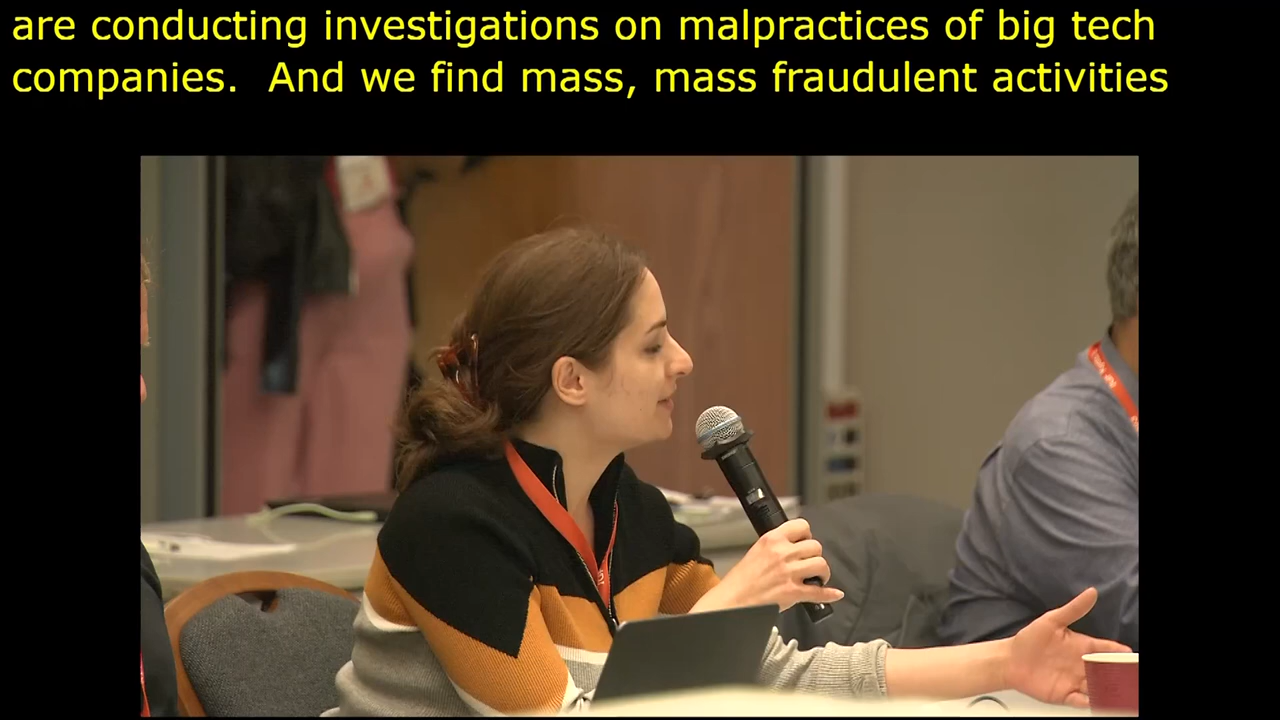 are conducting investigations on malpractices of big tech
companies.  And we find mass, mass fraudulent activities